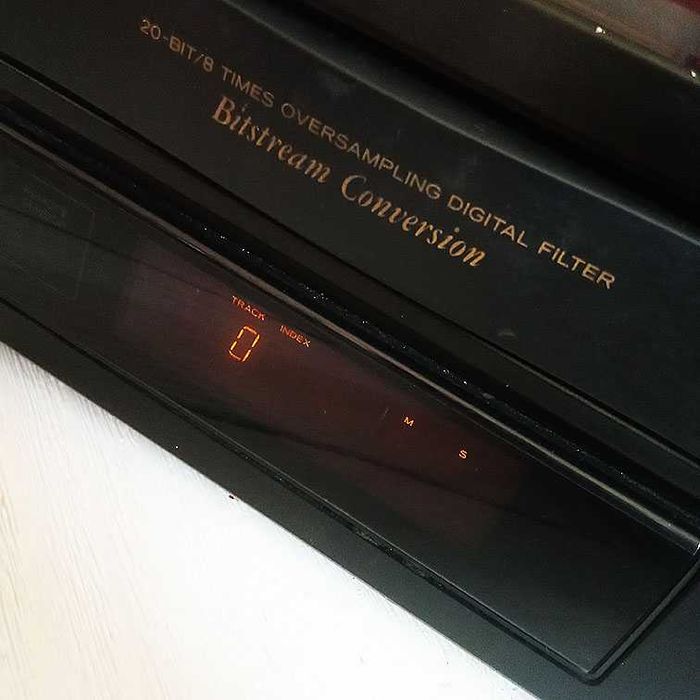 20-BIT/8 TIMES OVERSAMPLING DIGITAL FILTER
Bitstream Conversion
TRACK INDEX
0
M S